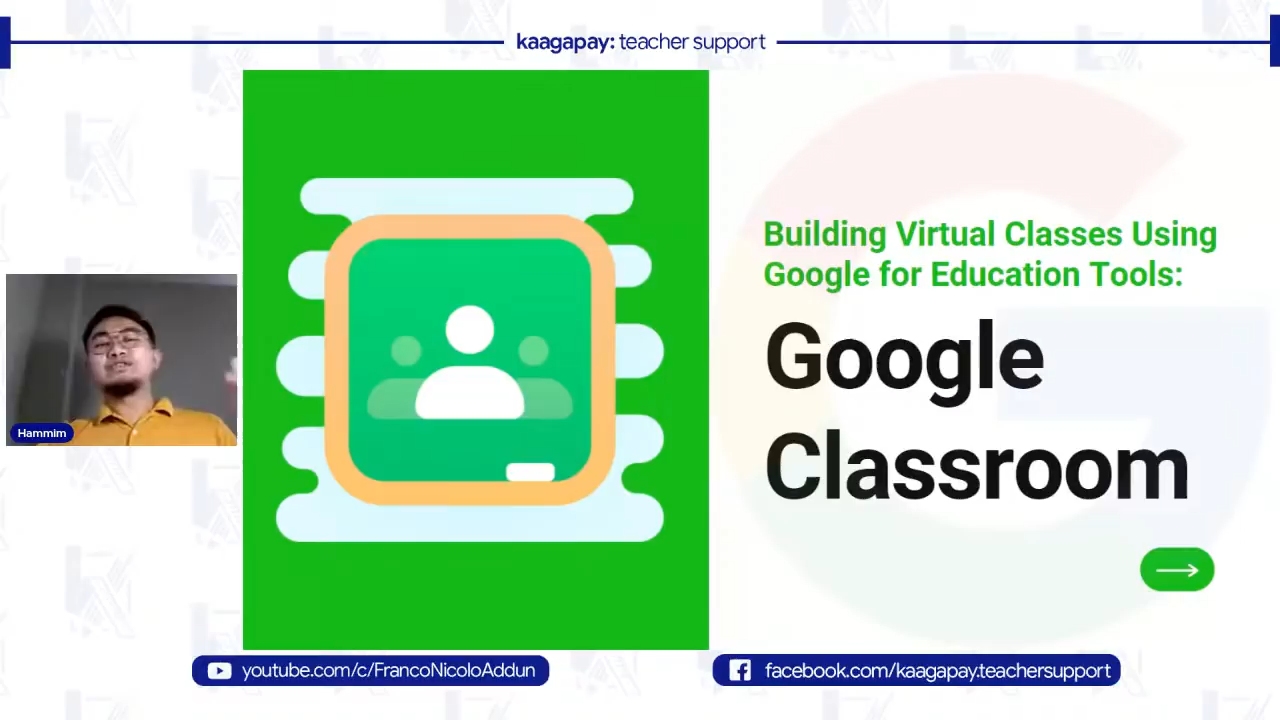 kaagapay: teacher support
Building Virtual Classes Using
Google for Education Tools:
Google
Classroom
Hammim
youtube.com/c/FrancoNicoloAddun
facebook.com/kaagapay.teachersupport